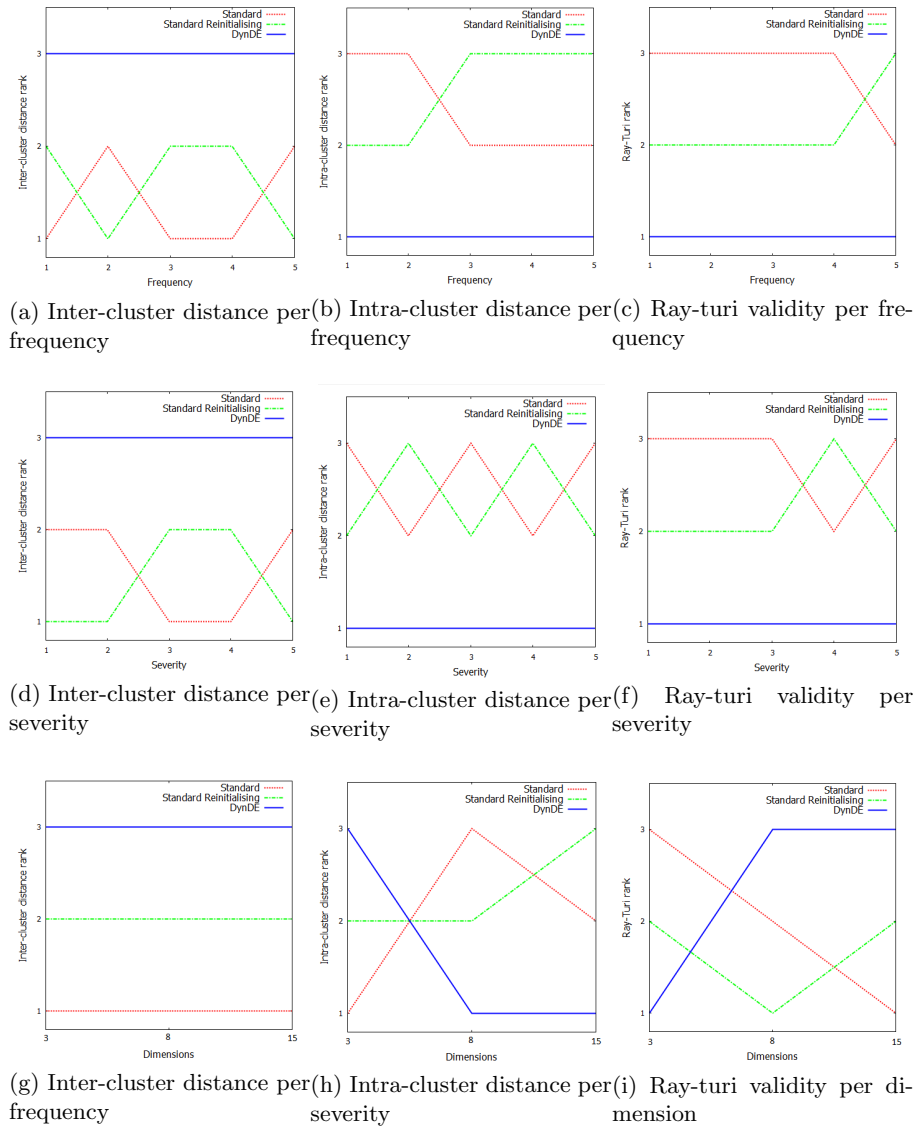 Standard
Standard Reinitialising
DynDE
3
2
1
Inter-cluster distance rank
1 2 3 4 5
Frequency
(a) Inter-cluster distance per
frequency
Standard
Standard Reinitialising
DynDE
3
2
1
Intra-cluster distance rank
1 2 3 4 5
Frequency
(b) Intra-cluster distance per
frequency
Standard
Standard Reinitialising
DynDE
3
2
1
Ray-Turi rank
1 2 3 4 5
Frequency
(c) Ray-turi validity per fre-
quency
Standard
Standard Reinitialising
DynDE
3
2
1
Inter-cluster distance rank
1 2 3 4 5
Severity
(d) Inter-cluster distance per
severity
Standard
Standard Reinitialising
DynDE
3
2
1
Intra-cluster distance rank
1 2 3 4 5
Severity
(e) Intra-cluster distance per
severity
Standard
Standard Reinitialising
DynDE
3
2
1
Ray-Turi rank
1 2 3 4 5
Severity
(f) Ray-turi validity per
severity
Standard
Standard Reinitialising
DynDE
3
2
1
Inter-cluster distance rank
3 8 15
Dimensions
(g) Inter-cluster distance per
frequency
Standard
Standard Reinitialising
DynDE
3
2
1
Intra-cluster distance rank
3 8 15
Dimensions
(h) Intra-cluster distance per
severity
Standard
Standard Reinitialising
DynDE
3
2
1
Ray-Turi rank
3 8 15
Dimensions
(i) Ray-turi validity per di-
mension